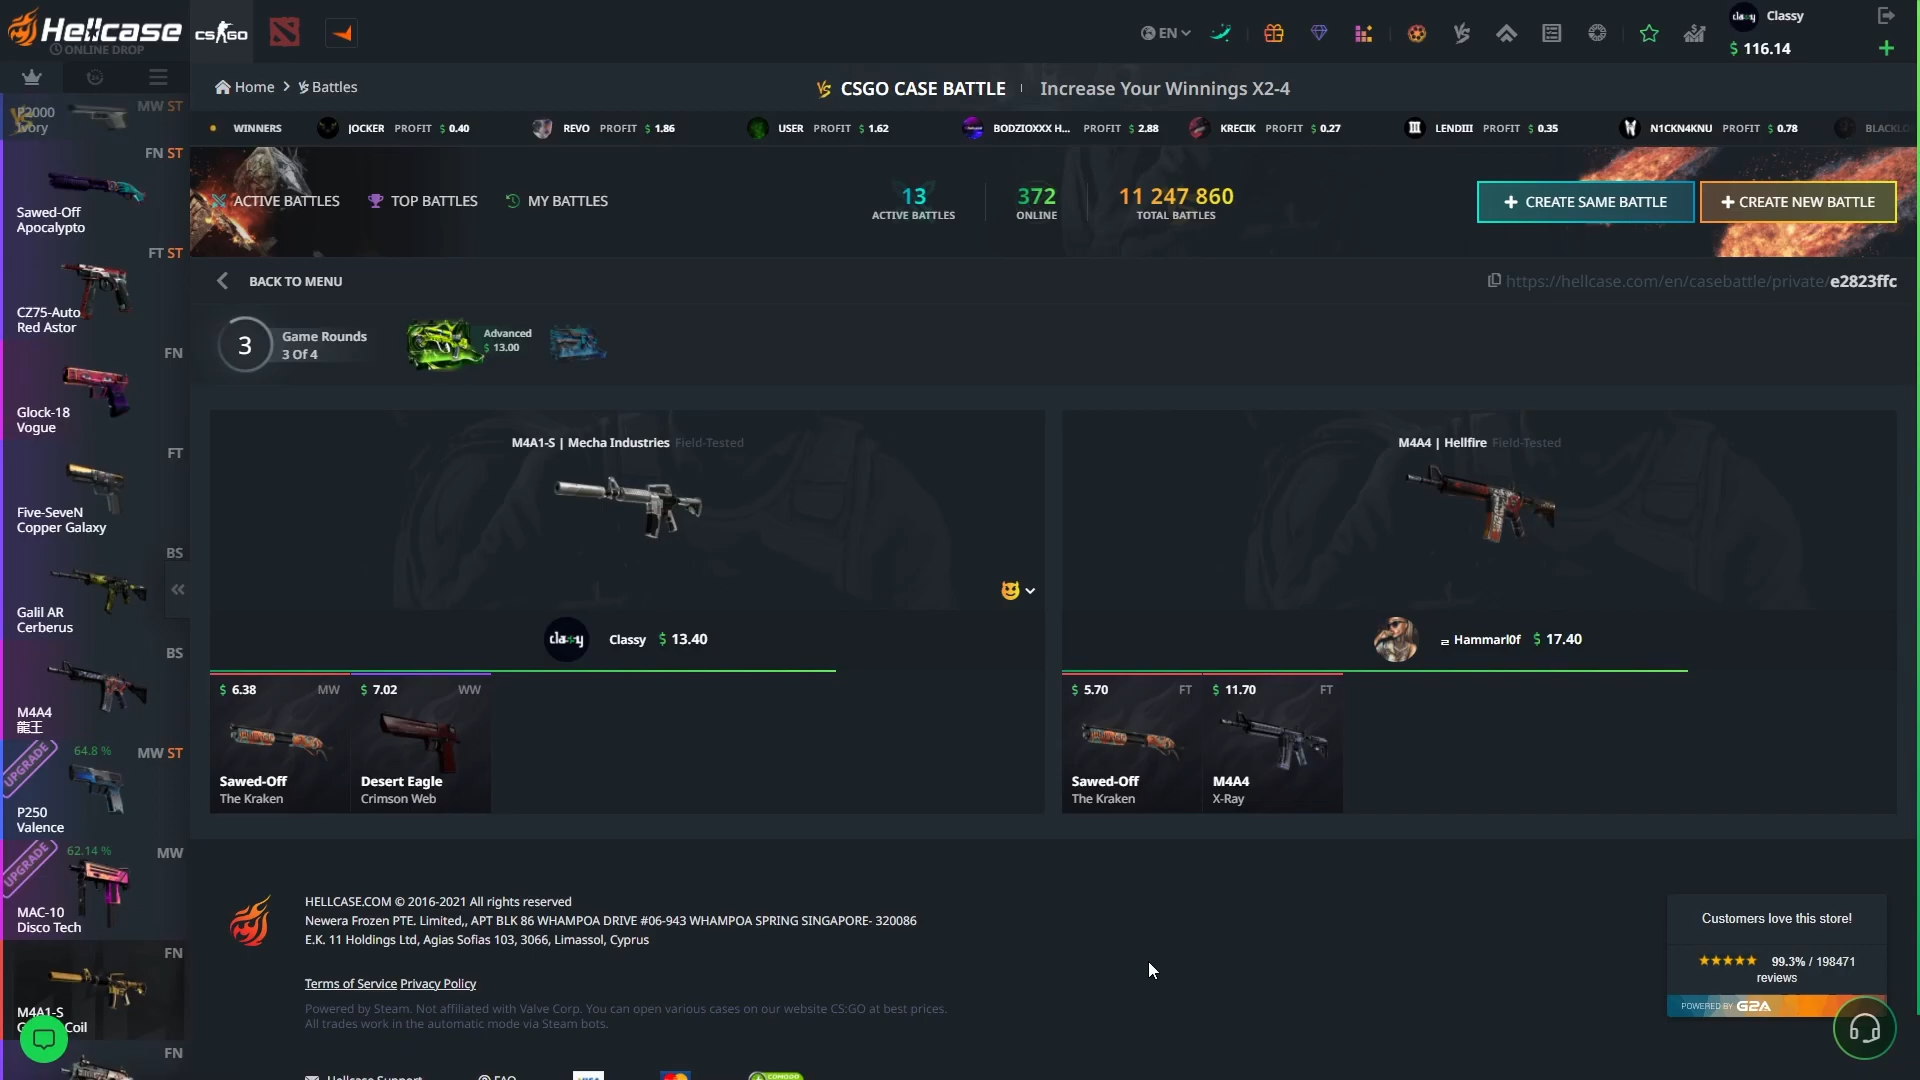 Hellcase
ONLINE DROP
CS:GO
EN
Classy
$ 116.14
Home > Battles
CSGO CASE BATTLE
Increase Your Winnings X2-4
WINNERS
JOCKER PROFIT $ 0.40
REVO PROFIT $ 1.86
USER PROFIT $ 1.62
BODZIOXXX H... PROFIT $ 2.88
KRECIK PROFIT $ 0.27
LENDIII PROFIT $ 0.35
N1CKN4KNU PROFIT $ 0.78
ACTIVE BATTLES
TOP BATTLES
MY BATTLES
13
ACTIVE BATTLES
372
ONLINE
11 247 860
TOTAL BATTLES
+ CREATE SAME BATTLE
+ CREATE NEW BATTLE
BACK TO MENU
https://hellcase.com/en/casebattle/private/e2823ffc
3
Game Rounds
3 Of 4
Advanced
$ 13.00
M4A1-S | Mecha Industries Field-Tested
classy
Classy $ 13.40
$ 6.38 MW
Sawed-Off
The Kraken
$ 7.02 WW
Desert Eagle
Crimson Web
M4A4 | Hellfire Field-Tested
Hammarl0f $ 17.40
$ 5.70 FT
Sawed-Off
The Kraken
$ 11.70 FT
M4A4
X-Ray
MW ST
P2000
Ivory
FN ST
Sawed-Off
Apocalypto
FT ST
CZ75-Auto
Red Astor
FN
Glock-18
Vogue
FT
Five-SeveN
Copper Galaxy
BS
Galil AR
Cerberus
BS
M4A4
龍王
UPGRADE
64.8 %
MW ST
P250
Valence
UPGRADE
62.14 %
MW
MAC-10
Disco Tech
FN
M4A1-S
Coil
FN
HELLCASE.COM © 2016-2021 All rights reserved
Newera Frozen PTE. Limited,, APT BLK 86 WHAMPOA DRIVE #06-943 WHAMPOA SPRING SINGAPORE- 320086
E.K. 11 Holdings Ltd, Agias Sofias 103, 3066, Limassol, Cyprus
Terms of Service Privacy Policy
Powered by Steam. Not affiliated with Valve Corp. You can open various cases on our website CS:GO at best prices.
All trades work in the automatic mode via Steam bots.
Customers love this store!
99.3% / 198471
reviews
POWERED BY G2A
Hellcase Support
FAQ
VISA
COMODO